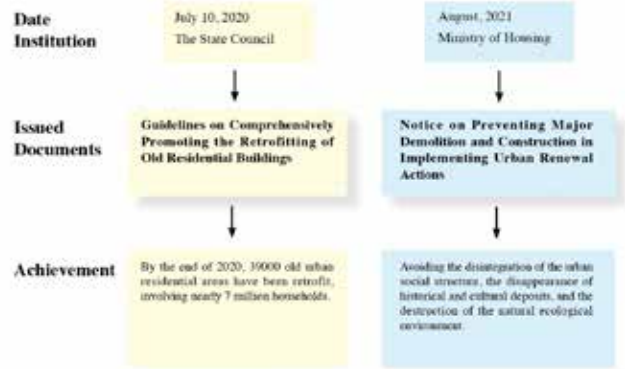 Date
Institution
July 10, 2020
The State Council
August, 2021
Ministry of Housing
Issued
Documents
Guidelines on Comprehensively
Promoting the Retrofitting of
Old Residential Buildings
Notice on Preventing Major
Demolition and Construction in
Implementing Urban Renewal
Actions
Achievement
By the end of 2020, 39000 old urban
residential areas have been retrofit,
involving nearly 7 million households.
Avoiding the disintegration of the urban
social structure, the disappearance of
historical and cultural deposits, and the
destruction of the natural ecological
environment.